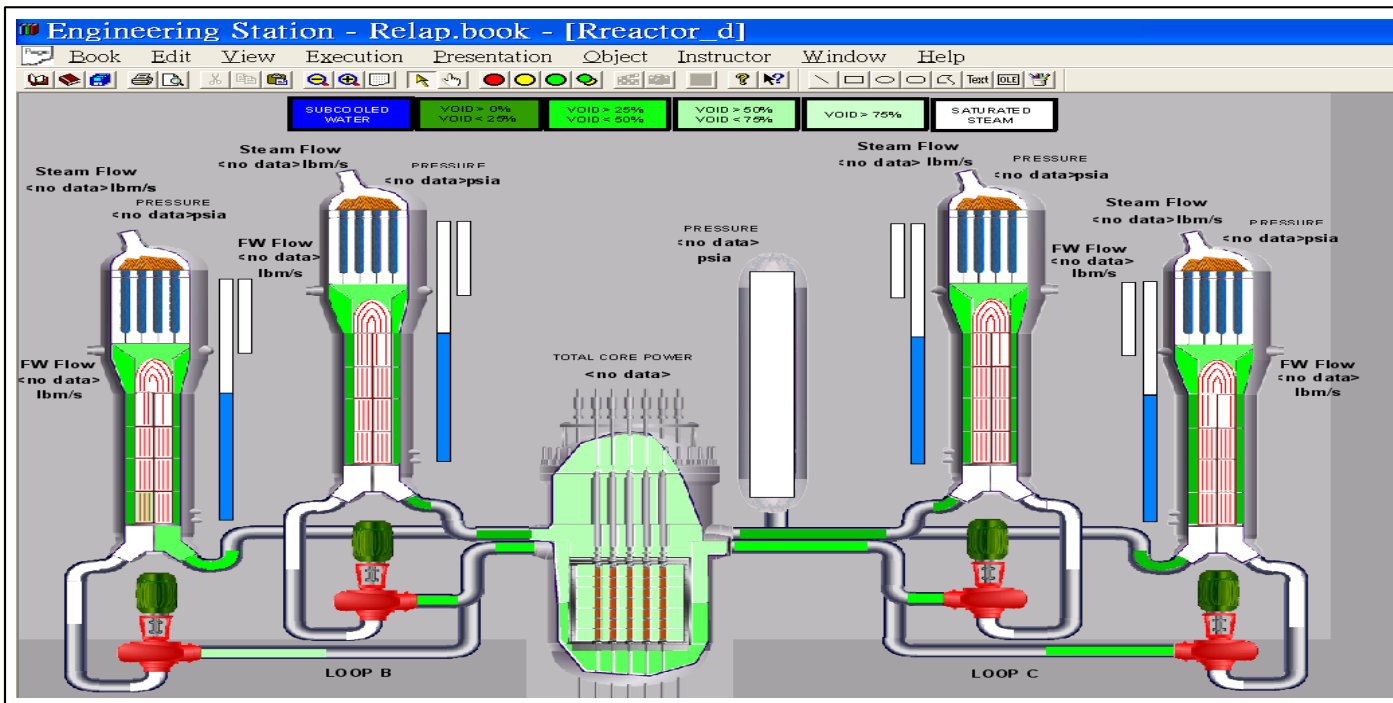 Engineering Station - Relap.book - [Rreactor_d]
Page Book Edit View Execution Presentation Object Instructor Window Help
Text OLE
SUBCOOLED
WATER
VOID > 0%
VOID < 25%
VOID > 25%
VOID < 50%
VOID > 50%
VOID < 75%
VOID > 75%
SATURATED
STEAM
Steam Flow
<no data>lbm/s
PRESSURE
<no data>psia
FW Flow
<no data>
lbm/s
Steam Flow
<no data>lbm/s
PRESSURE
<no data>psia
FW Flow
<no data>
lbm/s
TOTAL CORE POWER
<no data>
PRESSURE
<no data>
psia
Steam Flow
<no data>lbm/s
PRESSURE
<no data>psia
FW Flow
<no data>
lbm/s
Steam Flow
<no data>lbm/s
PRESSURE
<no data>psia
FW Flow
<no data>
lbm/s
LOOP B
LOOP C